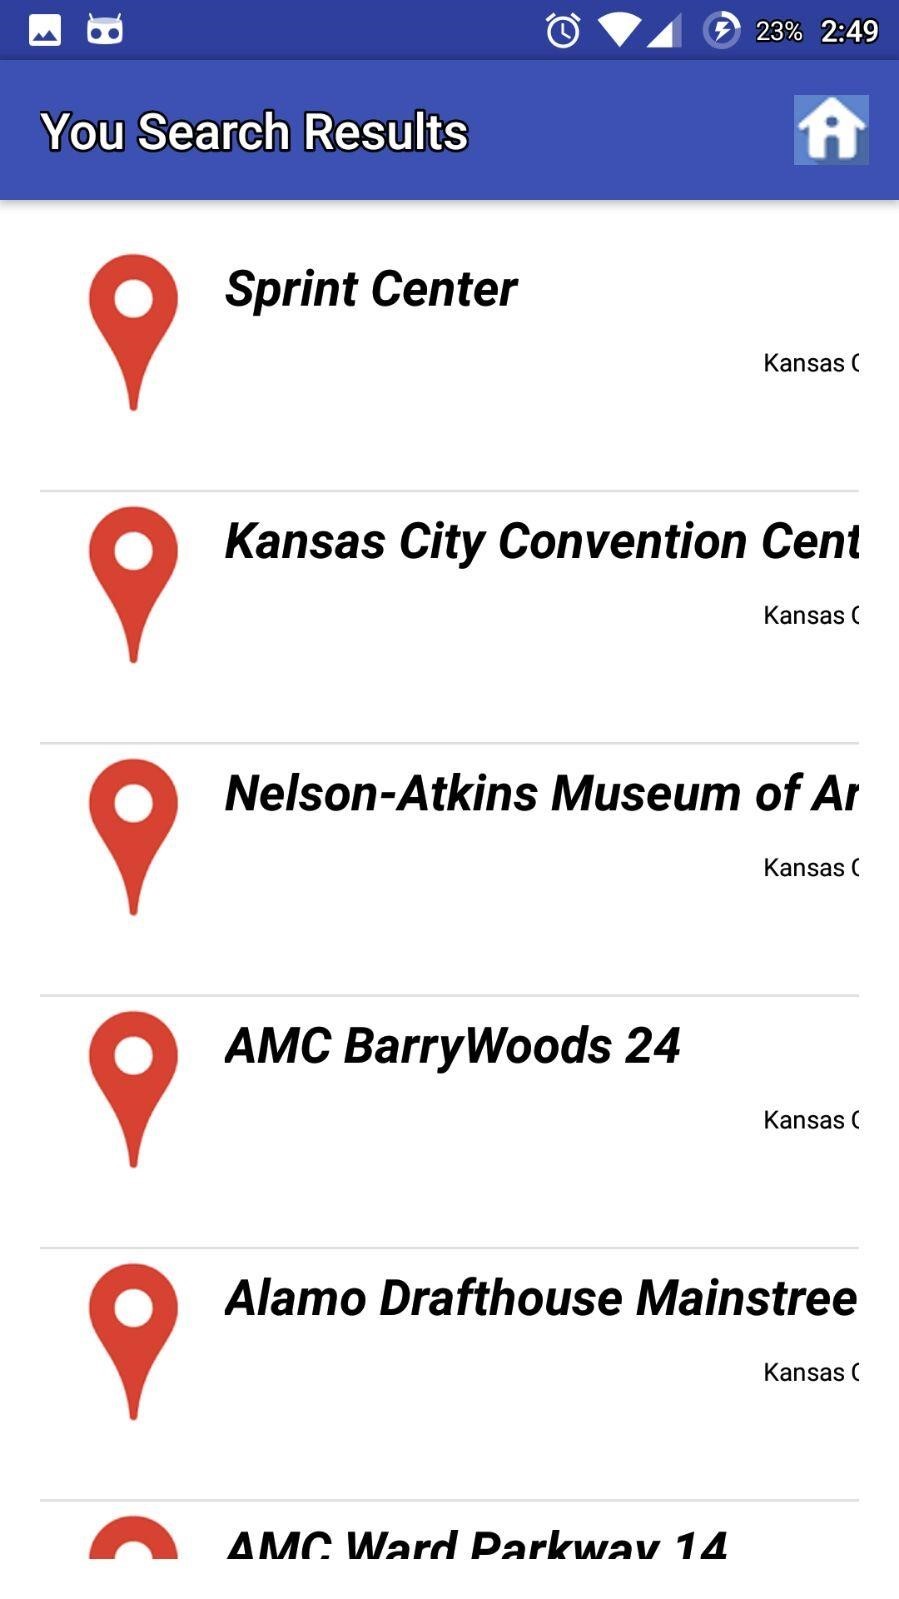 23% 2:49
You Search Results
Sprint Center
Kansas
Kansas City Convention Cent
Kansas
Nelson-Atkins Museum of Ar
Kansas
AMC BarryWoods 24
Kansas
Alamo Drafthouse Mainstree
Kansas
AMC Ward Parkway 14